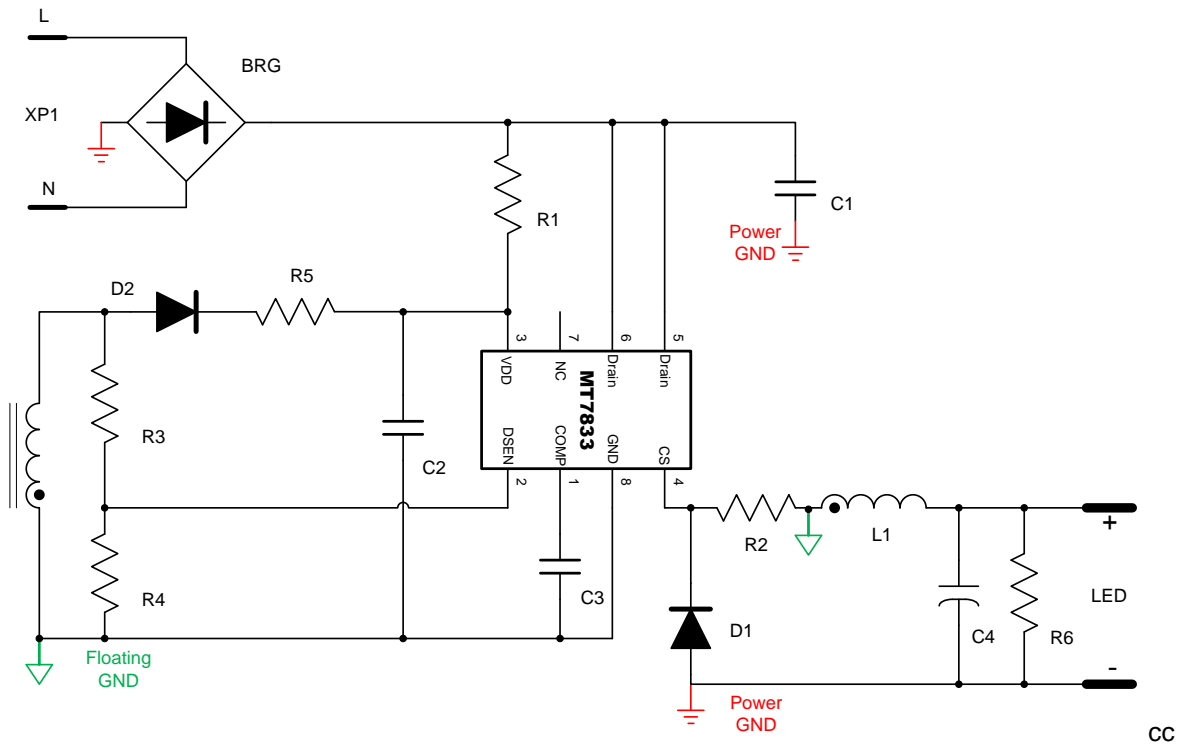 L
BRG
XP1
N
R1
C1
Power
GND
D2
R5
3
7
6
5
VDD
NC
Drain
Drain
MT7833
R3
C2
DSEN
COMP
GND
CS
2
1
8
4
R2
L1
+
R4
C3
D1
C4
R6
LED
Floating
GND
-
Power
GND
CC